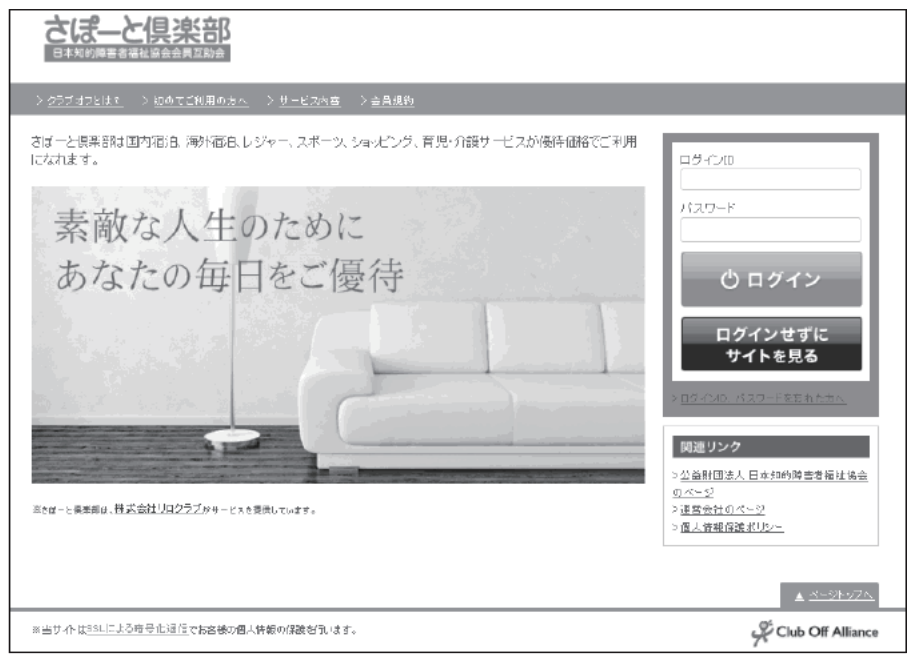 さぽーと倶楽部
日本知的障害者福祉協会会員互助会
> クラブオフとは？ > 初めてご利用の方へ > サービス内容 > 会員規約
さぽーと倶楽部は国内宿泊、海外宿泊、レジャー、スポーツ、ショッピング、育児・介護サービスが優待価格でご利用
になれます。
素敵な人生のために
あなたの毎日をご優待
※さぽーと倶楽部は、株式会社リロクラブがサービスを提供しています。
ログインID
パスワード
ログイン
ログインせずに
サイトを見る
> ログインID、パスワードを忘れた方へ
関連リンク
> 公益財団法人 日本知的障害者福祉協会
のページ
> 運営会社のページ
> 個人情報保護ポリシー
▲ ページトップへ
※当サイトはSSLによる暗号化通信でお客様の個人情報の保護を行います。
Club Off Alliance